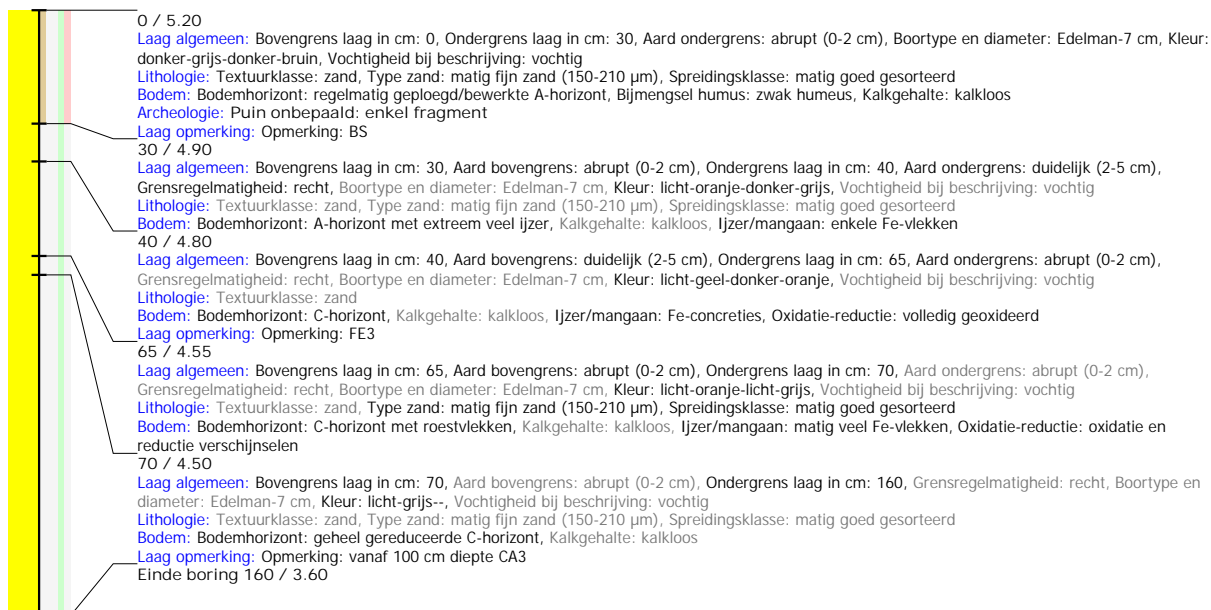 0 / 5.20
Laag algemeen: Bovengrens laag in cm: 0, Ondergrens laag in cm: 30, Aard ondergrens: abrupt (0-2 cm), Boortype en diameter: Edelman-7 cm, Kleur:
donker-grijs-donker-bruin, Vochtigheid bij beschrijving: vochtig
Lithologie: Textuurklasse: zand, Type zand: matig fijn zand (150-210 µm), Spreidingsklasse: matig goed gesorteerd
Bodem: Bodemhorizont: regelmatig geploegd/bewerkte A-horizont, Bijmengsel humus: zwak humeus, Kalkgehalte: kalkloos
Archeologie: Puin onbepaald: enkel fragment
Laag opmerking: Opmerking: BS
30 / 4.90
Laag algemeen: Bovengrens laag in cm: 30, Aard bovengrens: abrupt (0-2 cm), Ondergrens laag in cm: 40, Aard ondergrens: duidelijk (2-5 cm),
Grensregelmatigheid: recht, Boortype en diameter: Edelman-7 cm, Kleur: licht-oranje-donker-grijs, Vochtigheid bij beschrijving: vochtig
Lithologie: Textuurklasse: zand, Type zand: matig fijn zand (150-210 µm), Spreidingsklasse: matig goed gesorteerd
Bodem: Bodemhorizont: A-horizont met extreem veel ijzer, Kalkgehalte: kalkloos, Ijzer/mangaan: enkele Fe-vlekken
40 / 4.80
Laag algemeen: Bovengrens laag in cm: 40, Aard bovengrens: duidelijk (2-5 cm), Ondergrens laag in cm: 65, Aard ondergrens: abrupt (0-2 cm),
Grensregelmatigheid: recht, Boortype en diameter: Edelman-7 cm, Kleur: licht-geel-donker-oranje, Vochtigheid bij beschrijving: vochtig
Lithologie: Textuurklasse: zand
Bodem: Bodemhorizont: C-horizont, Kalkgehalte: kalkloos, Ijzer/mangaan: Fe-concreties, Oxidatie-reductie: volledig geoxideerd
Laag opmerking: Opmerking: FE3
65 / 4.55
Laag algemeen: Bovengrens laag in cm: 65, Aard bovengrens: abrupt (0-2 cm), Ondergrens laag in cm: 70, Aard ondergrens: abrupt (0-2 cm),
Grensregelmatigheid: recht, Boortype en diameter: Edelman-7 cm, Kleur: licht-oranje-licht-grijs, Vochtigheid bij beschrijving: vochtig
Lithologie: Textuurklasse: zand, Type zand: matig fijn zand (150-210 µm), Spreidingsklasse: matig goed gesorteerd
Bodem: Bodemhorizont: C-horizont met roestvlekken, Kalkgehalte: kalkloos, Ijzer/mangaan: matig veel Fe-vlekken, Oxidatie-reductie: oxidatie en
reductie verschijnselen
70 / 4.50
Laag algemeen: Bovengrens laag in cm: 70, Aard bovengrens: abrupt (0-2 cm), Ondergrens laag in cm: 160, Grensregelmatigheid: recht, Boortype en
diameter: Edelman-7 cm, Kleur: licht-grijs--, Vochtigheid bij beschrijving: vochtig
Lithologie: Textuurklasse: zand, Type zand: matig fijn zand (150-210 µm), Spreidingsklasse: matig goed gesorteerd
Bodem: Bodemhorizont: geheel gereduceerde C-horizont, Kalkgehalte: kalkloos
Laag opmerking: Opmerking: vanaf 100 cm diepte CA3
Einde boring 160 / 3.60